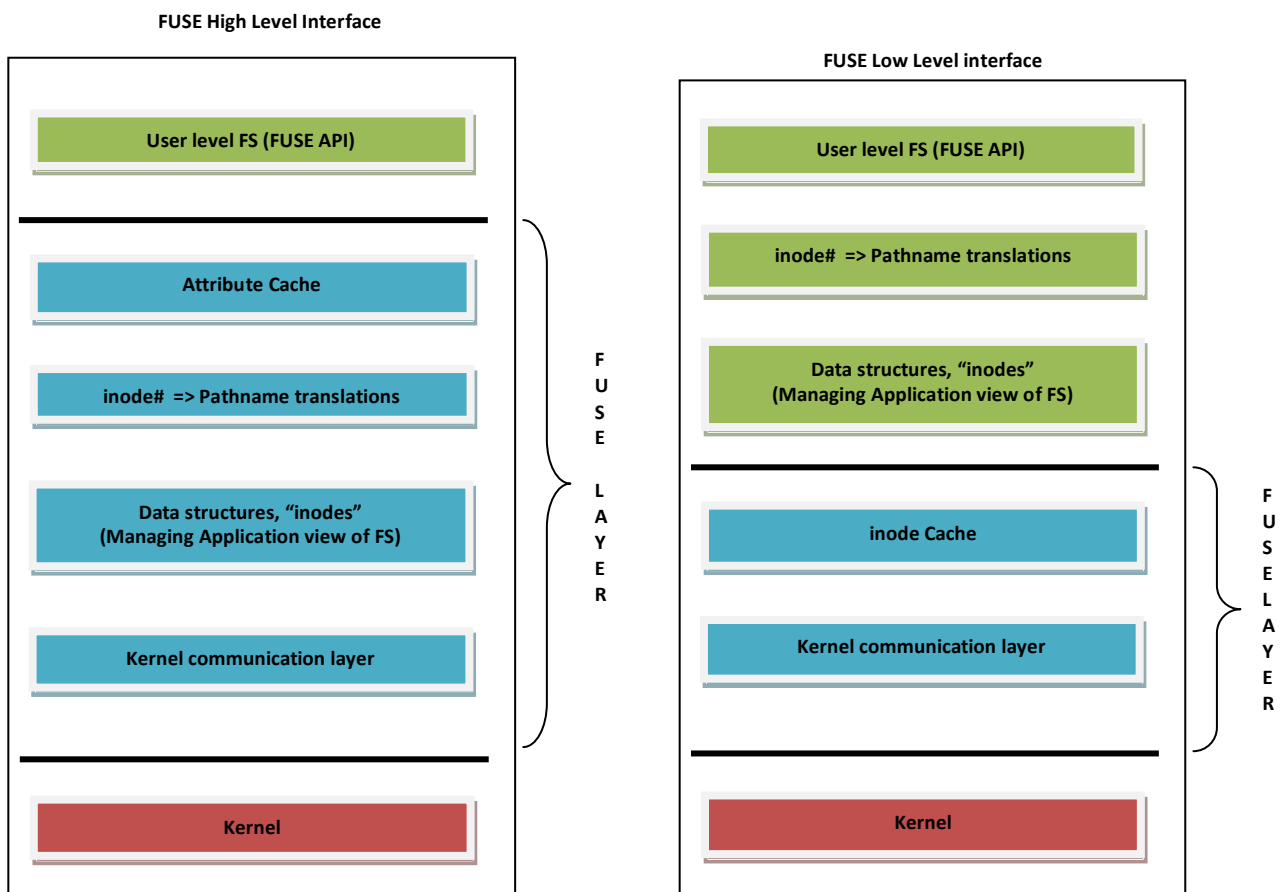 FUSE High Level Interface
User level FS (FUSE API)
Attribute Cache
inode# => Pathname translations
Data structures, “inodes”
(Managing Application view of FS)
Kernel communication layer
Kernel
F
U
S
E
L
A
Y
E
R
FUSE Low Level interface
User level FS (FUSE API)
inode# => Pathname translations
Data structures, “inodes”
(Managing Application view of FS)
inode Cache
Kernel communication layer
Kernel
F
U
S
E
L
A
Y
E
R